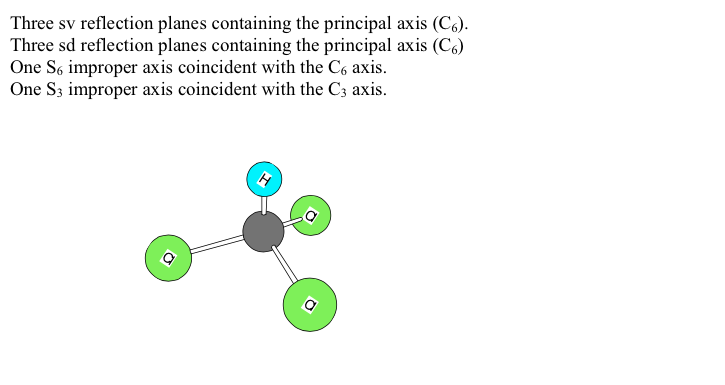 Three sv reflection planes containing the principal axis (C6).
Three sd reflection planes containing the principal axis (C6)
One S6 improper axis coincident with the C6 axis.
One S3 improper axis coincident with the C3 axis.
H
Cl
Cl
Cl